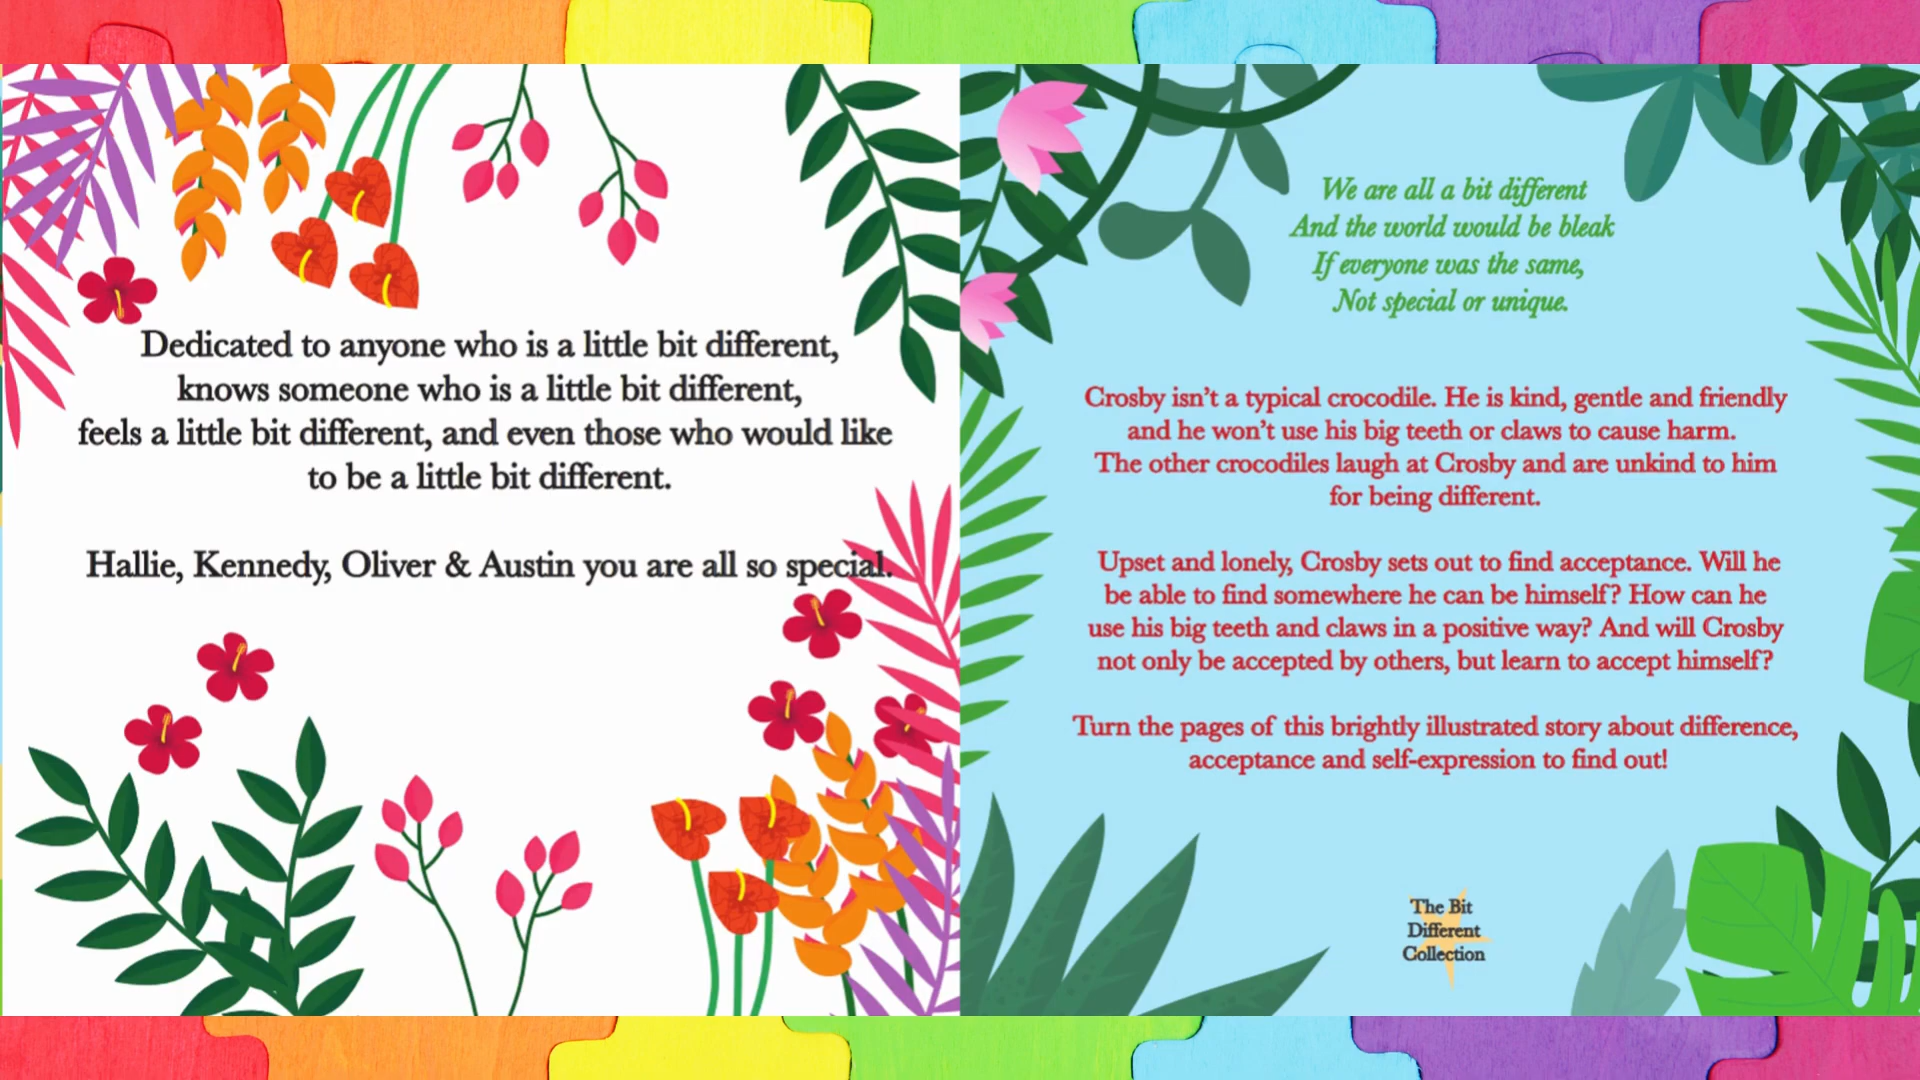 Dedicated to anyone who is a little bit different,
knows someone who is a little bit different,
feels a little bit different, and even those who would like
to be a little bit different.
Hallie, Kennedy, Oliver & Austin you are all so special.
We are all a bit different
And the world would be bleak
If everyone was the same,
Not special or unique.
Crosby isn't a typical crocodile. He is kind, gentle and friendly
and he won't use his big teeth or claws to cause harm.
The other crocodiles laugh at Crosby and are unkind to him
for being different.
Upset and lonely, Crosby sets out to find acceptance. Will he
be able to find somewhere he can be himself? How can he
use his big teeth and claws in a positive way? And will Crosby
not only be accepted by others, but learn to accept himself?
Turn the pages of this brightly illustrated story about difference,
acceptance and self-expression to find out!
The Bit
Different
Collection